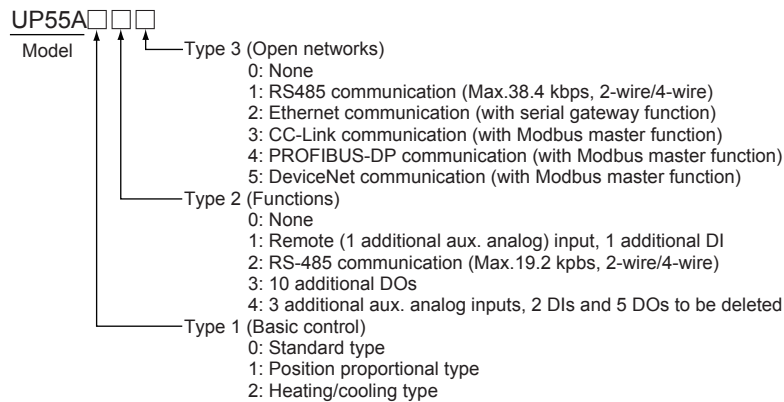 UP55A□□□
Model
Type 3 (Open networks)
0: None
1: RS485 communication (Max.38.4 kbps, 2-wire/4-wire)
2: Ethernet communication (with serial gateway function)
3: CC-Link communication (with Modbus master function)
4: PROFIBUS-DP communication (with Modbus master function)
5: DeviceNet communication (with Modbus master function)
Type 2 (Functions)
0: None
1: Remote (1 additional aux. analog) input, 1 additional DI
2: RS-485 communication (Max.19.2 kpbs, 2-wire/4-wire)
3: 10 additional DOs
4: 3 additional aux. analog inputs, 2 DIs and 5 DOs to be deleted
Type 1 (Basic control)
0: Standard type
1: Position proportional type
2: Heating/cooling type